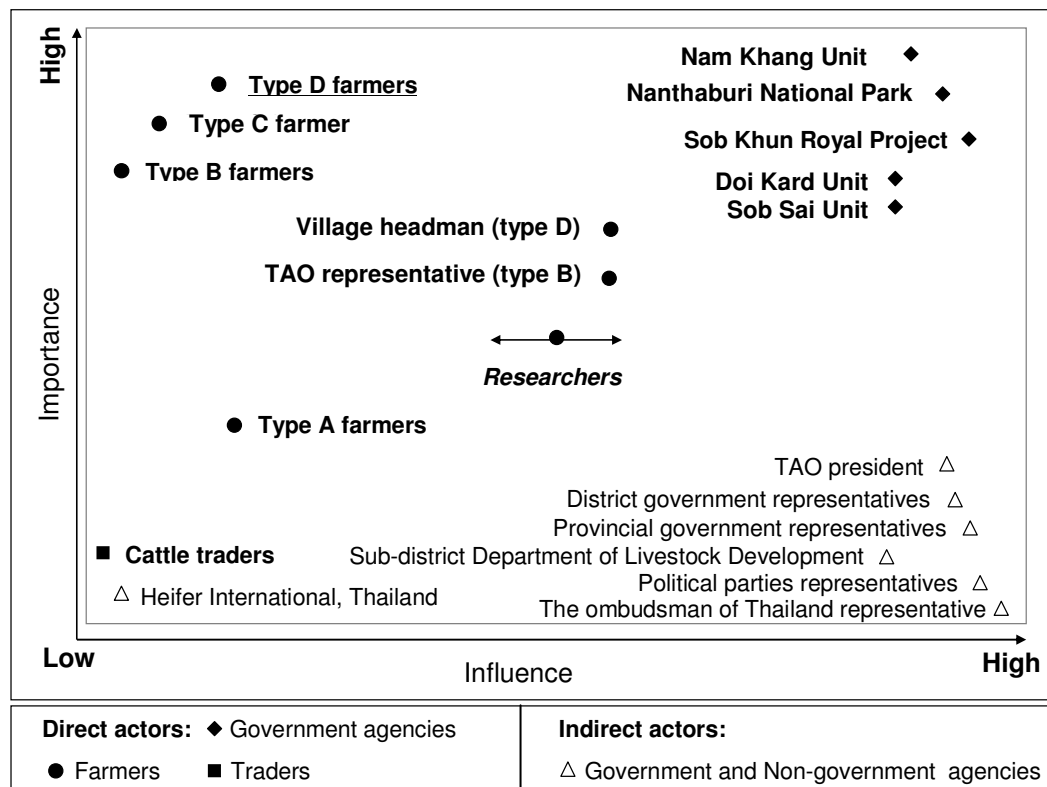 High
Nam Khang Unit
Type D farmers
Nanthaburi National Park
Type C farmer
Sob Khun Royal Project
Type B farmers
Doi Kard Unit
Sob Sai Unit
Village headman (type D)
TAO representative (type B)
Importance
Researchers
Type A farmers
TAO president
District government representatives
Provincial government representatives
Cattle traders
Sub-district Department of Livestock Development
Heifer International, Thailand
Political parties representatives
The ombudsman of Thailand representative
Low
Influence
High
Direct actors: Government agencies
Farmers Traders
Indirect actors:
Government and Non-government agencies